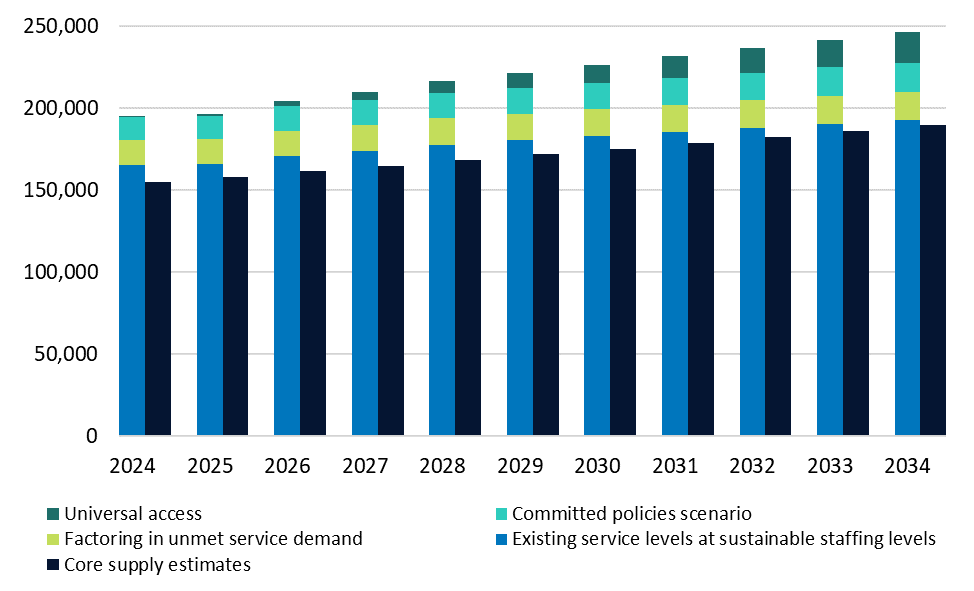 250,000
200,000
150,000
100,000
50,000
0
2024 2025 2026 2027 2028 2029 2030 2031 2032 2033 2034
Universal access Committed policies scenario
Factoring in unmet service demand Existing service levels at sustainable staffing levels
Core supply estimates